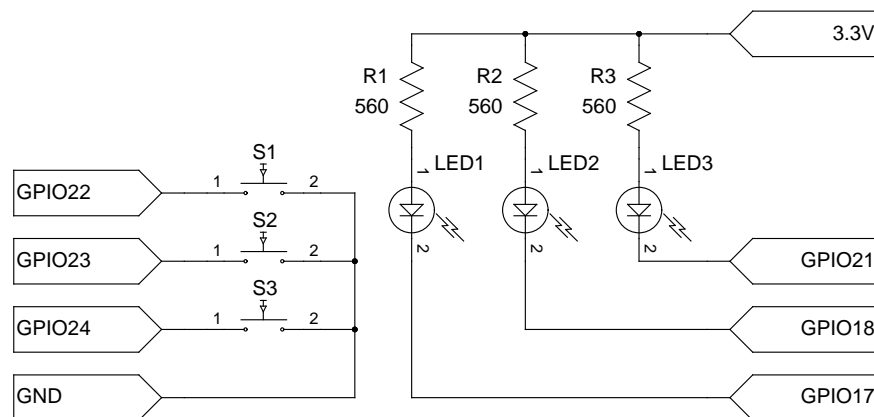 3.3V
R1 R2 R3
560 560 560
S1
1 LED1 1 LED2 1 LED3
GPIO22 1 2
S2
2 2 2
GPIO23 1 2 GPIO21
S3
GPIO24 1 2 GPIO18
GND GPIO17